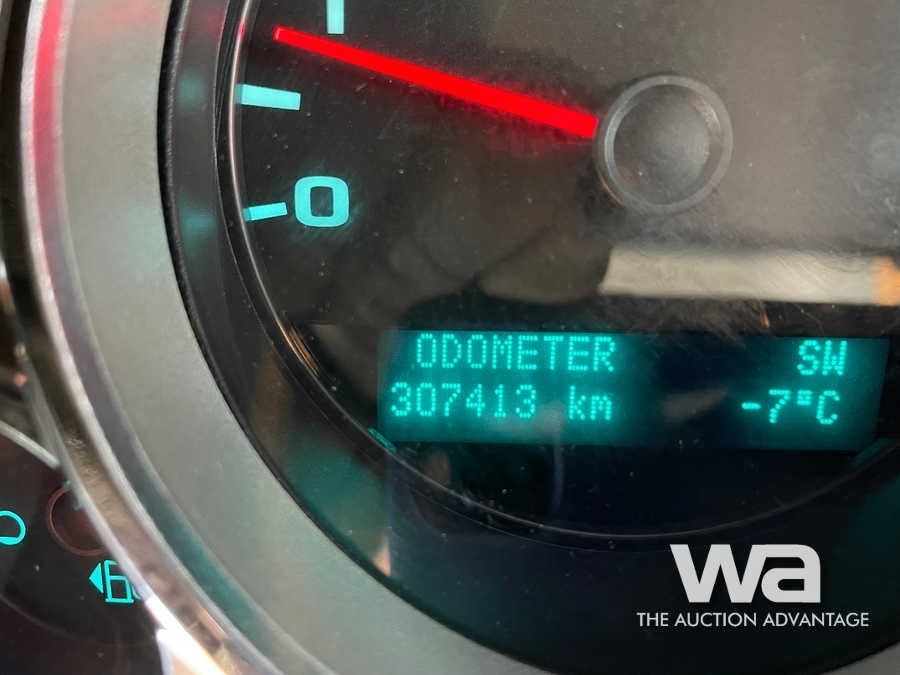 0
ODOMETER SW
307413 km -7°C
wa
THE AUCTION ADVANTAGE